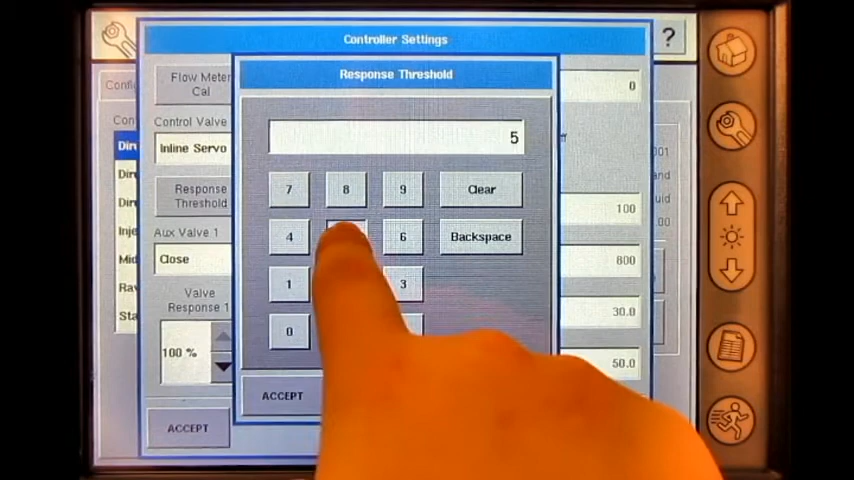 Controller Settings
?
Response Threshold
Flow Meter
Cal
0
Confi
5
Control Valve
Inline Servo
7
8
9
Clear
Response
Threshold
100
4
6
Backspace
Aux Valve 1
Close
600
1
3
Valve
Response 1
30.0
0
100 %
50.0
ACCEPT
ACCEPT